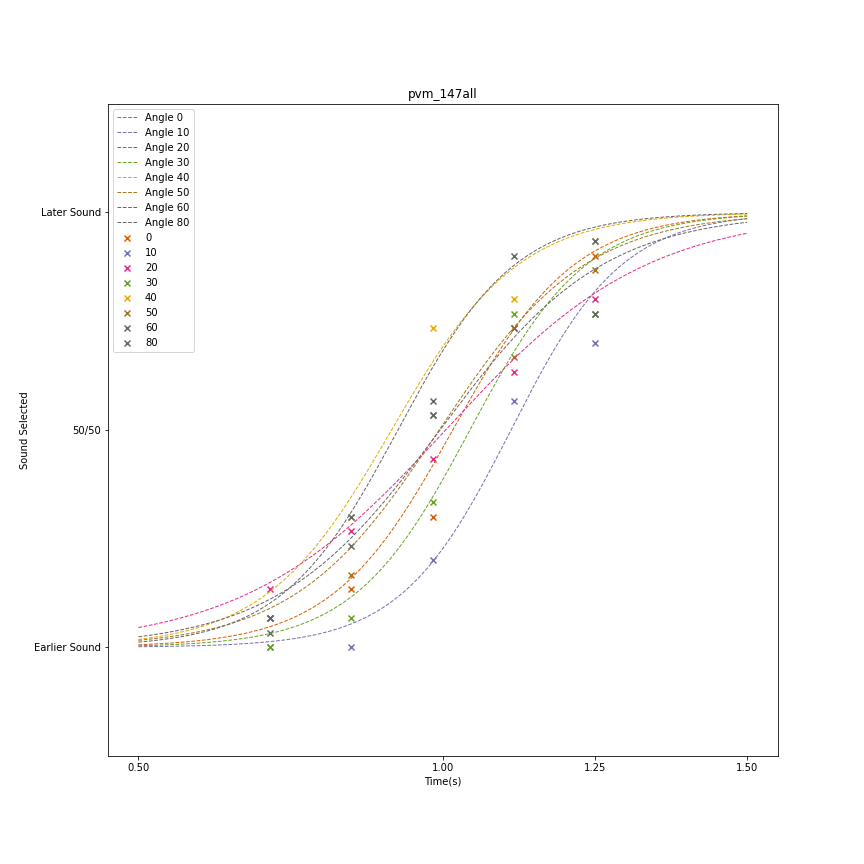 pvm_147all
Angle 0
Angle 10
Angle 20
Angle 30
Angle 40
Angle 50
Angle 60
Angle 80
0
10
20
30
40
50
60
80
Later Sound
50/50
Earlier Sound
Sound Selected
0.50
1.00
1.25
1.50
Time(s)